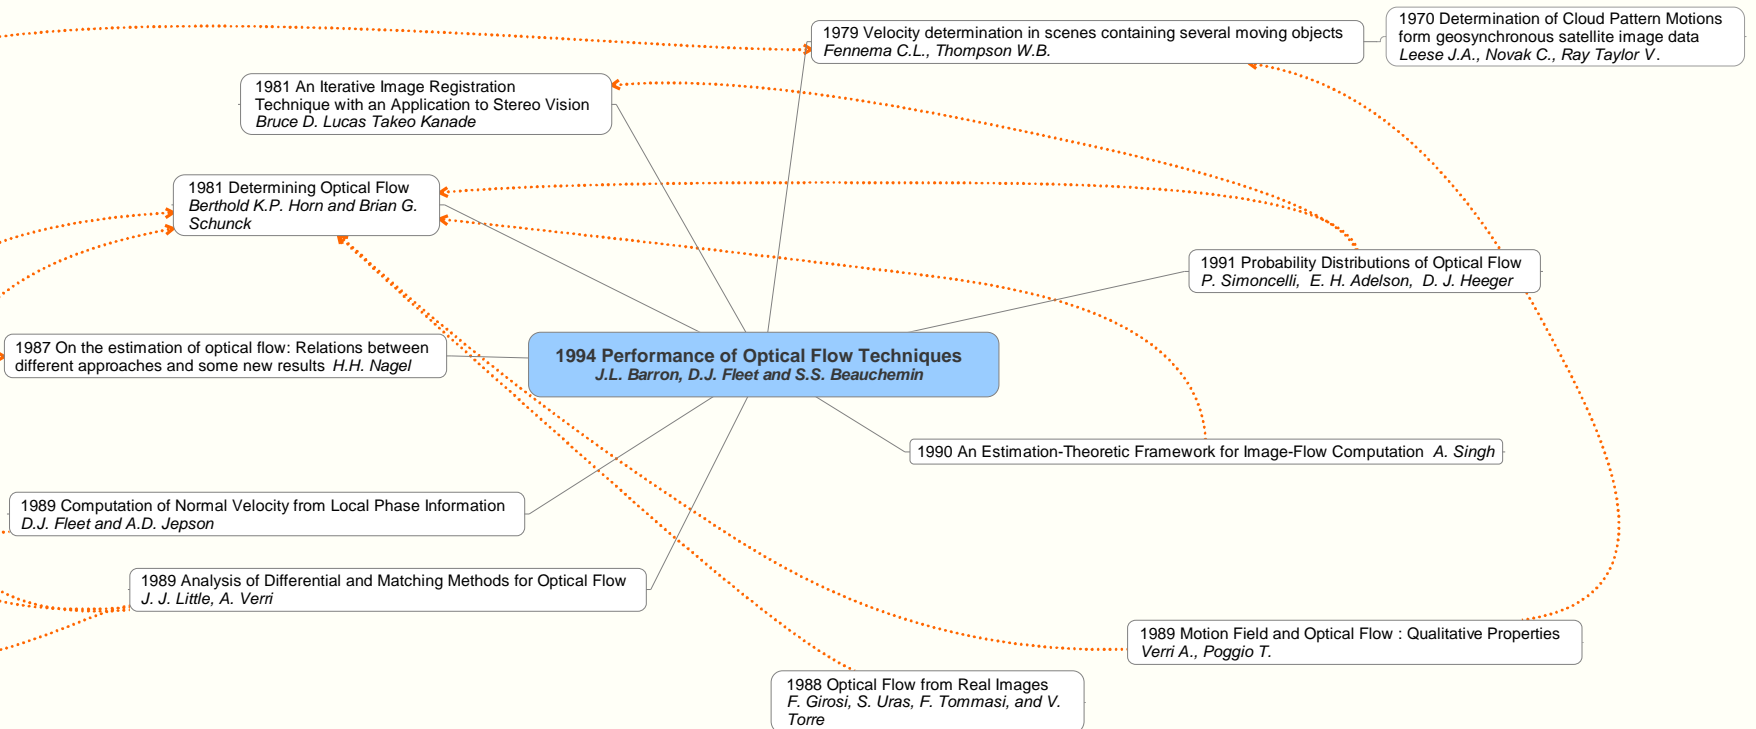 1979 Velocity determination in scenes containing several moving objects
Fennema C.L., Thompson W.B.
1970 Determination of Cloud Pattern Motions
form geosynchronous satellite image data
Leese J.A., Novak C., Ray Taylor V.
1981 An Iterative Image Registration
Technique with an Application to Stereo Vision
Bruce D. Lucas Takeo Kanade
1981 Determining Optical Flow
Berthold K.P. Horn and Brian G.
Schunck
1991 Probability Distributions of Optical Flow
P. Simoncelli, E. H. Adelson, D. J. Heeger
1987 On the estimation of optical flow: Relations between
different approaches and some new results H.H. Nagel
1994 Performance of Optical Flow Techniques
J.L. Barron, D.J. Fleet and S.S. Beauchemin
1990 An Estimation-Theoretic Framework for Image-Flow Computation A. Singh
1989 Computation of Normal Velocity from Local Phase Information
D.J. Fleet and A.D. Jepson
1989 Analysis of Differential and Matching Methods for Optical Flow
J. J. Little, A. Verri
1989 Motion Field and Optical Flow : Qualitative Properties
Verri A., Poggio T.
1988 Optical Flow from Real Images
F. Girosi, S. Uras, F. Tommasi, and V.
Torre